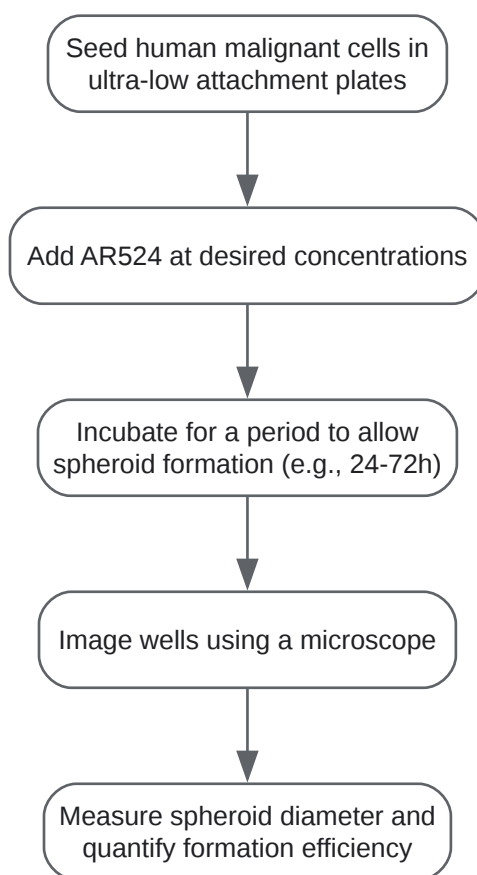 Seed human malignant cells in
ultra-low attachment plates
Add AR524 at desired concentrations
Incubate for a period to allow
spheroid formation (e.g., 24-72h)
Image wells using a microscope
Measure spheroid diameter and
quantify formation efficiency